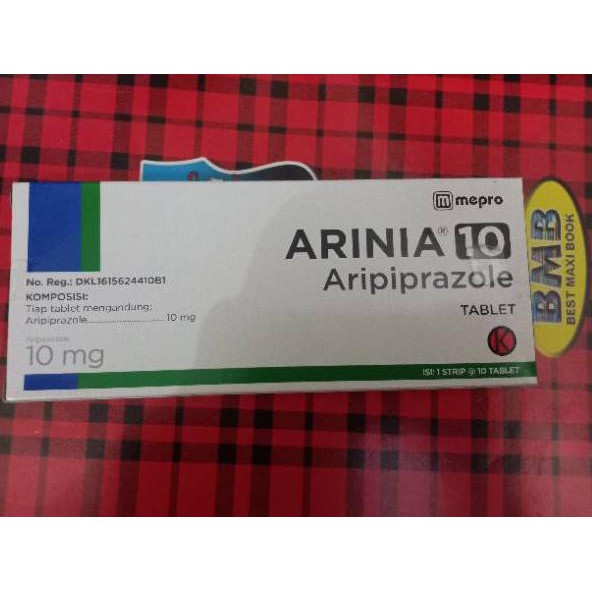 mepro
ARINIA® 10
Aripiprazole
TABLET
No. Reg.: DKL1615624410B1
KOMPOSISI:
Tiap tablet mengandung:
Aripiprazole..........................10 mg
Aripiprazole
10 mg
K
ISI: 1 STRIP @ 10 TABLET
BMB
BEST MAXI BOOK